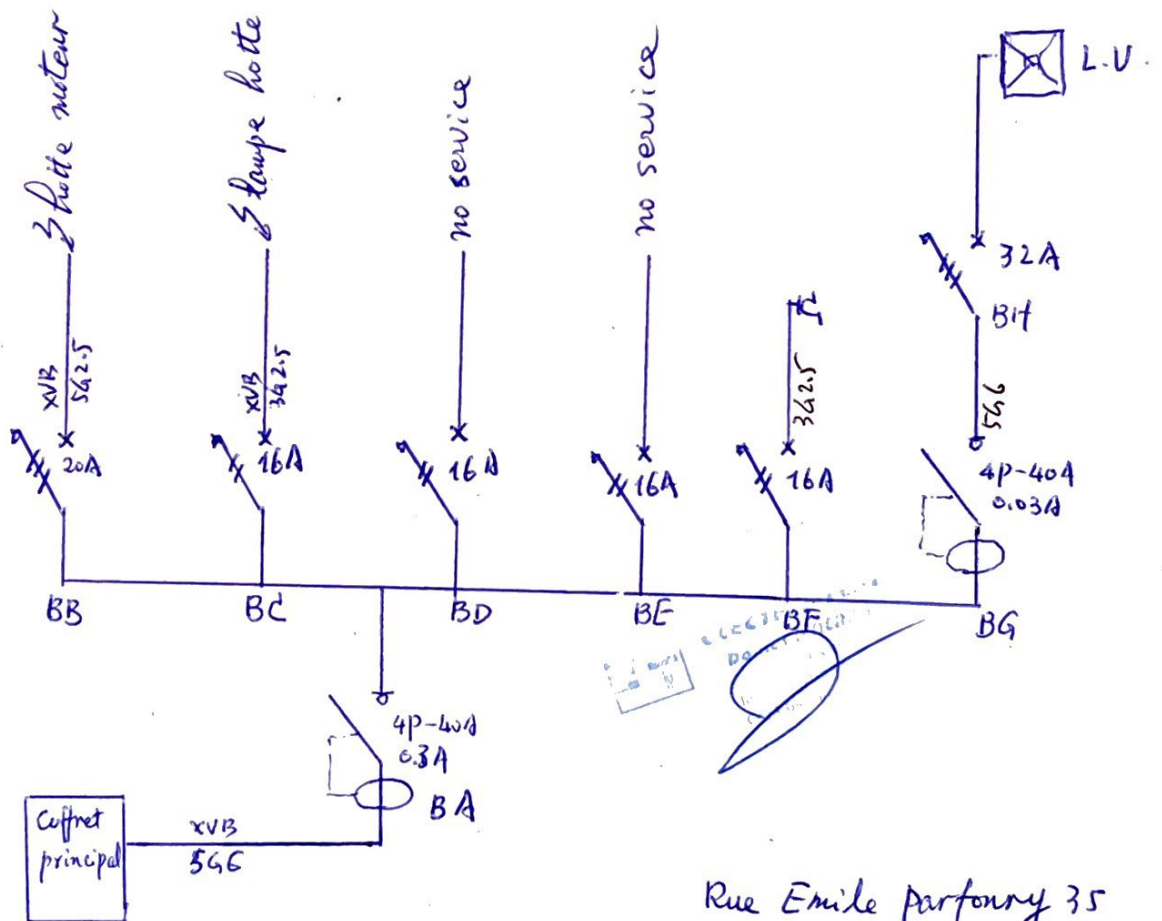 hotte moteur
lampe hotte
no service
no service
L.V.
XVB
5G2.5
XVB
3G2.5
3G2.5
32A
BH
5G6
20A
16A
16A
16A
16A
4P-40A
0.03A
BB
BC
BD
BE
BF
BG
4P-40A
0.3A
BA
Coffret
principal
XVB
5G6
Rue Emile parfonry 35